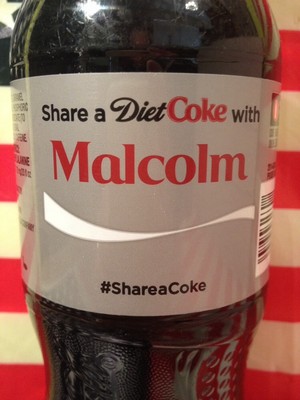 Share a Diet Coke with
Malcolm
#ShareaCoke